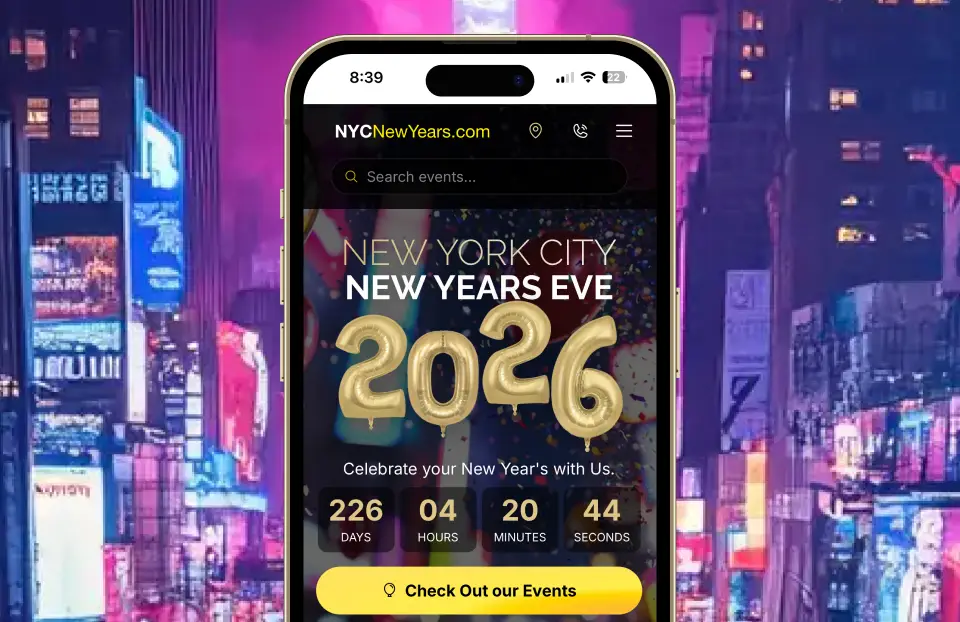 8:39
22
NYCNewYears.com
Search events...
NEW YORK CITY
NEW YEARS EVE
2026
Celebrate your New Year's with Us.
226 04 20 44
DAYS HOURS MINUTES SECONDS
Check Out our Events